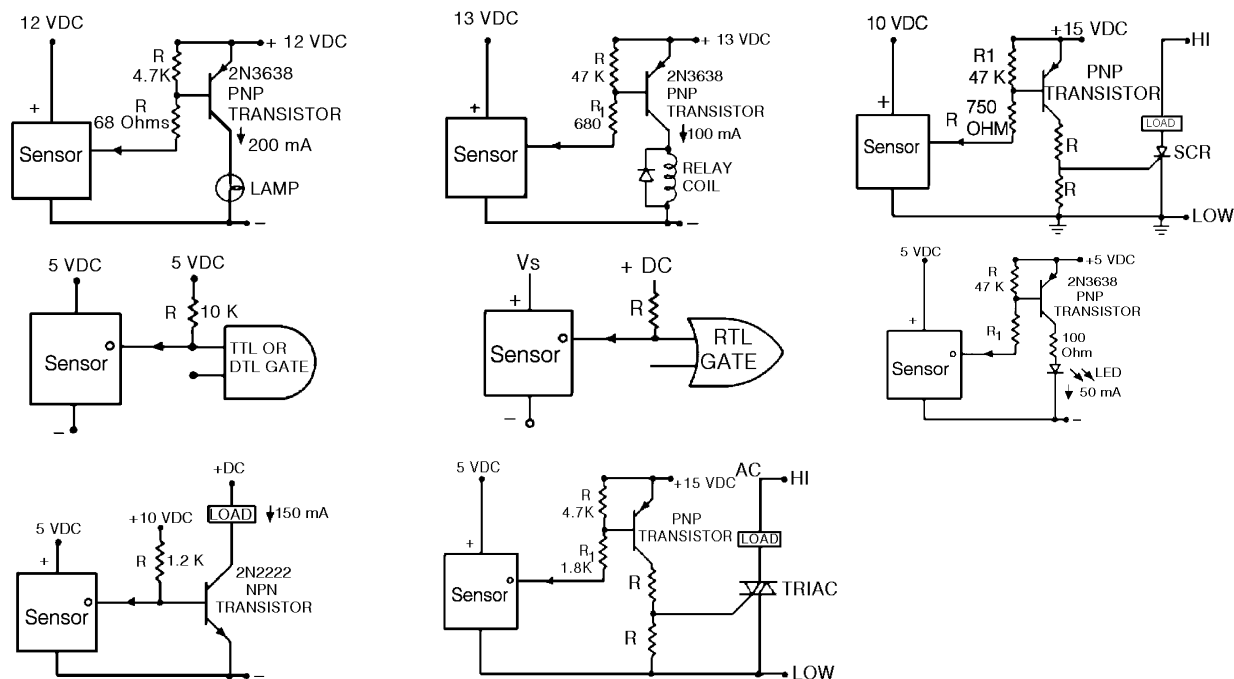 12 VDC
+ 12 VDC
R
4.7K
2N3638
PNP
TRANSISTOR
+
R
68 Ohms
200 mA
Sensor
LAMP
−
13 VDC
+ 13 VDC
R
47 K
2N3638
PNP
TRANSISTOR
+
R1
680
100 mA
Sensor
RELAY
COIL
−
10 VDC
+15 VDC
HI
R1
47 K
PNP
TRANSISTOR
+
750
OHM
R
LOAD
Sensor
R
SCR
R
LOW
5 VDC
5 VDC
R
10 K
Sensor
TTL OR
DTL GATE
−
Vs
+
+ DC
R
Sensor
RTL
GATE
−
5 VDC
+5 VDC
R
47 K
2N3638
PNP
TRANSISTOR
+
R1
100
Ohm
Sensor
LED
50 mA
−
+DC
LOAD
150 mA
5 VDC
+10 VDC
+
R
1.2 K
2N2222
NPN
TRANSISTOR
Sensor
−
5 VDC
+15 VDC
AC
HI
R
4.7K
PNP
TRANSISTOR
LOAD
+
R1
1.8K
Sensor
R
TRIAC
R
LOW